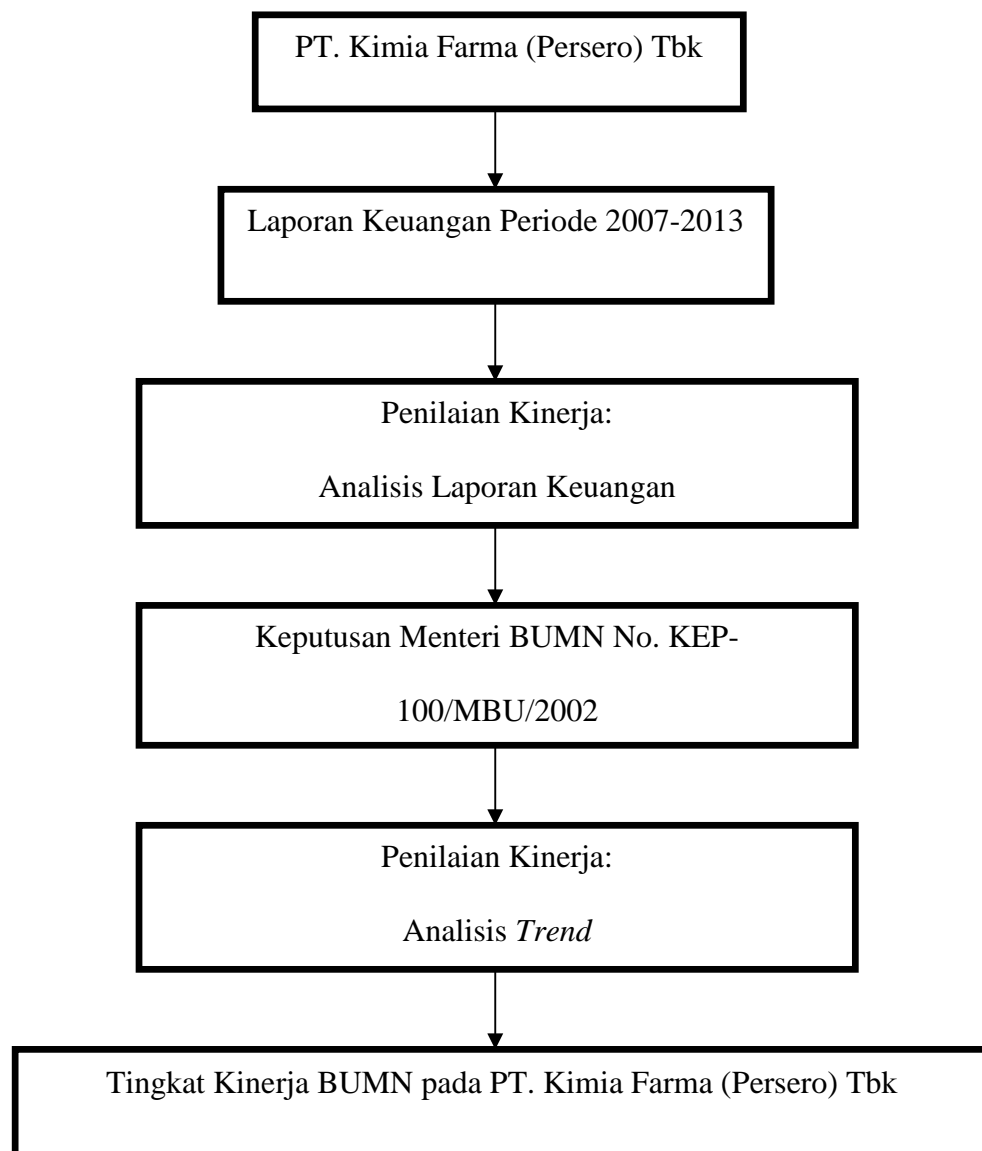 PT. Kimia Farma (Persero) Tbk
Laporan Keuangan Periode 2007-2013
Penilaian Kinerja:
Analisis Laporan Keuangan
Keputusan Menteri BUMN No. KEP-
100/MBU/2002
Penilaian Kinerja:
Analisis Trend
Tingkat Kinerja BUMN pada PT. Kimia Farma (Persero) Tbk